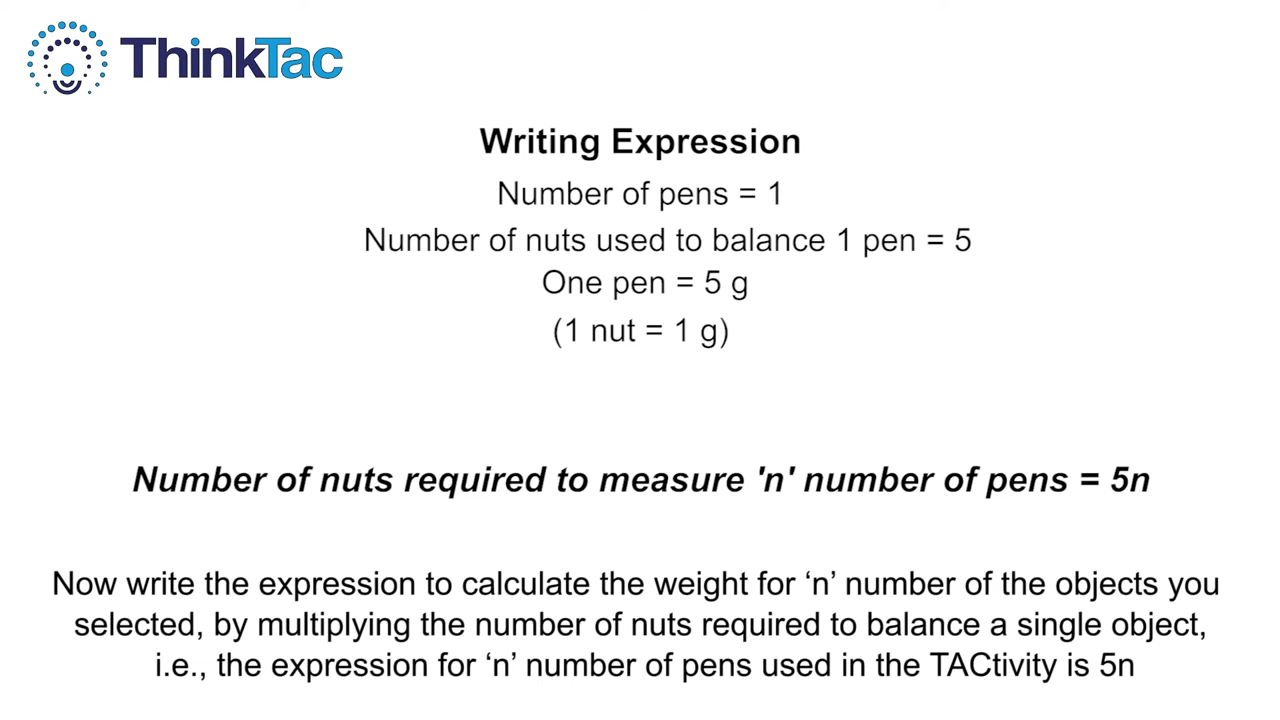 ThinkTac
Writing Expression
Number of pens = 1
Number of nuts used to balance 1 pen = 5
One pen = 5 g
(1 nut = 1 g)
Number of nuts required to measure 'n' number of pens = 5n
Now write the expression to calculate the weight for ‘n’ number of the objects you
selected, by multiplying the number of nuts required to balance a single object,
i.e., the expression for ‘n’ number of pens used in the TACtivity is 5n